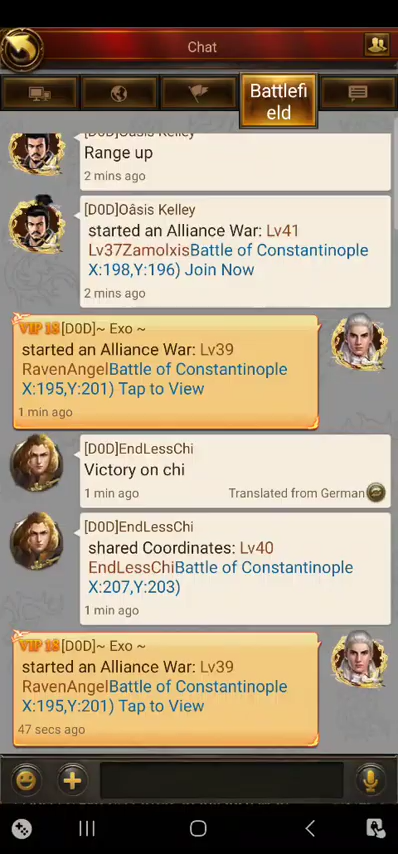 Chat
Battlefi
eld
[D0D]Oâsis Kelley
Range up
2 mins ago
[D0D]Oâsis Kelley
started an Alliance War: Lv41
Lv37ZamolxisBattle of Constantinople
X:198,Y:196) Join Now
2 mins ago
VIP 18 [D0D]~ Exo ~
started an Alliance War: Lv39
RavenAngelBattle of Constantinople
X:195,Y:201) Tap to View
1 min ago
[D0D]EndLessChi
Victory on chi
1 min ago Translated from German
[D0D]EndLessChi
shared Coordinates: Lv40
EndLessChiBattle of Constantinople
X:207,Y:203)
1 min ago
VIP 18 [D0D]~ Exo ~
started an Alliance War: Lv39
RavenAngelBattle of Constantinople
X:195,Y:201) Tap to View
47 secs ago